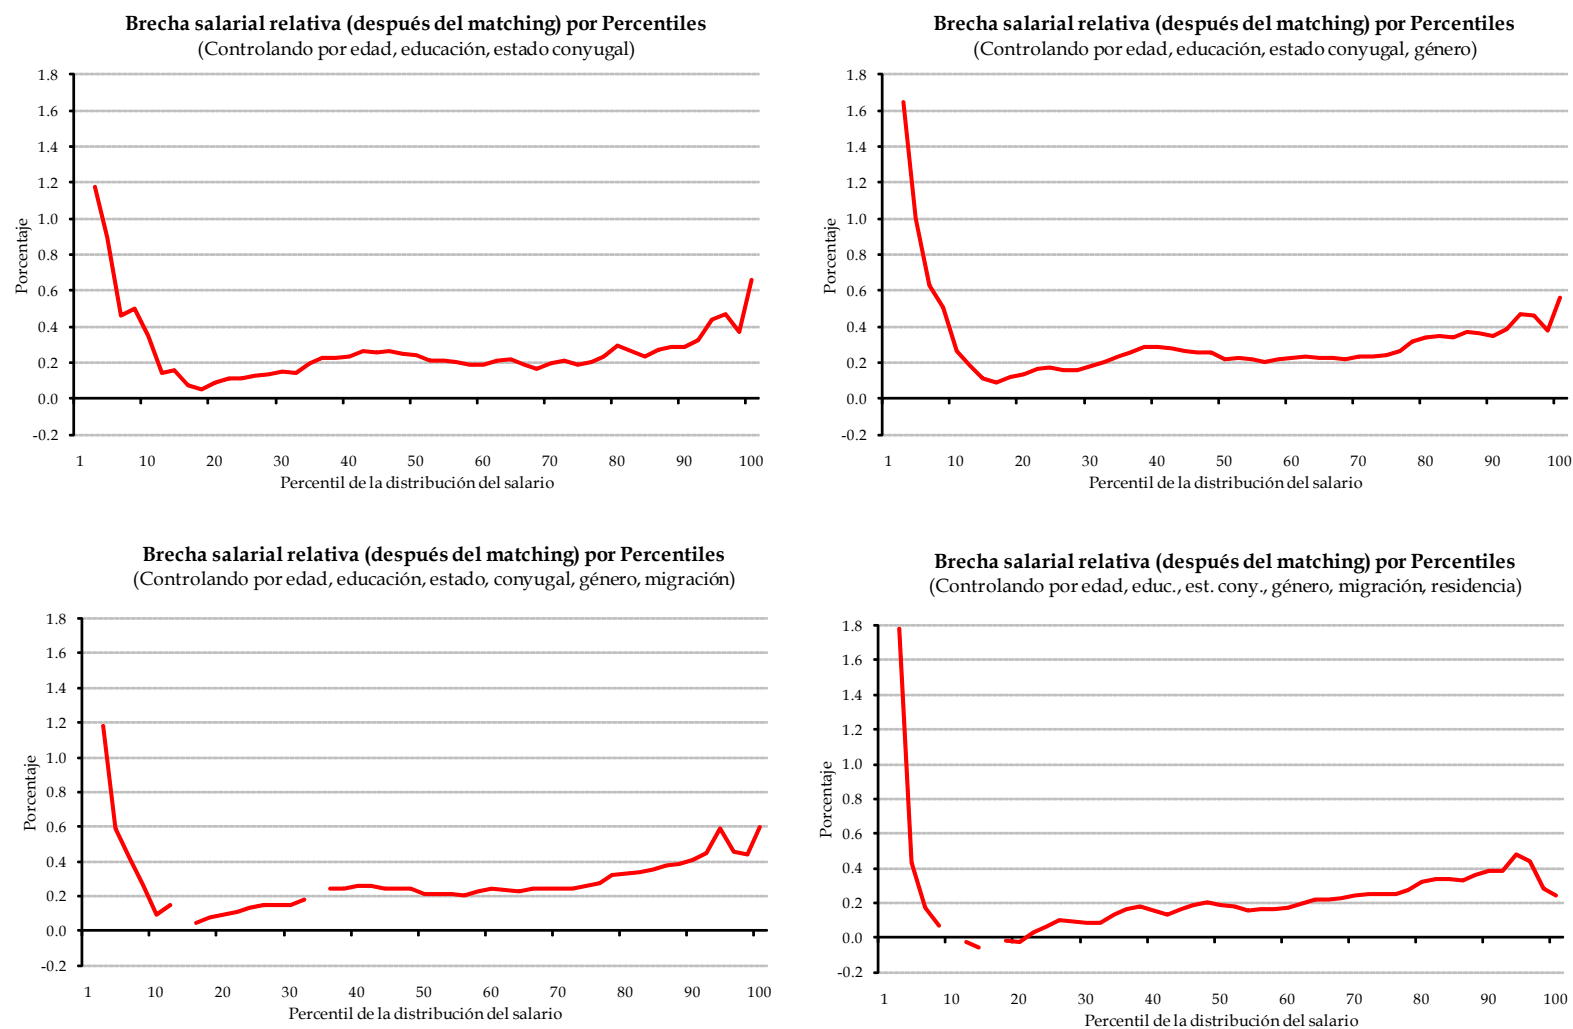 Brecha salarial relativa (después del matching) por Percentiles
(Controlando por edad, educación, estado conyugal)
1.8
1.6
1.4
1.2
1.0
0.8
0.6
0.4
0.2
0.0
-0.2
Porcentaje
1 10 20 30 40 50 60 70 80 90 100
Percentil de la distribución del salario
Brecha salarial relativa (después del matching) por Percentiles
(Controlando por edad, educación, estado conyugal, género)
1.8
1.6
1.4
1.2
1.0
0.8
0.6
0.4
0.2
0.0
-0.2
Porcentaje
1 10 20 30 40 50 60 70 80 90 100
Percentil de la distribución del salario
Brecha salarial relativa (después del matching) por Percentiles
(Controlando por edad, educación, estado, conyugal, género, migración)
1.8
1.6
1.4
1.2
1.0
0.8
0.6
0.4
0.2
0.0
-0.2
Porcentaje
1 10 20 30 40 50 60 70 80 90 100
Percentil de la distribución del salario
Brecha salarial relativa (después del matching) por Percentiles
(Controlando por edad, educ., est. cony., género, migración, residencia)
1.8
1.6
1.4
1.2
1.0
0.8
0.6
0.4
0.2
0.0
-0.2
Porcentaje
1 10 20 30 40 50 60 70 80 90 100
Percentil de la distribución del salario